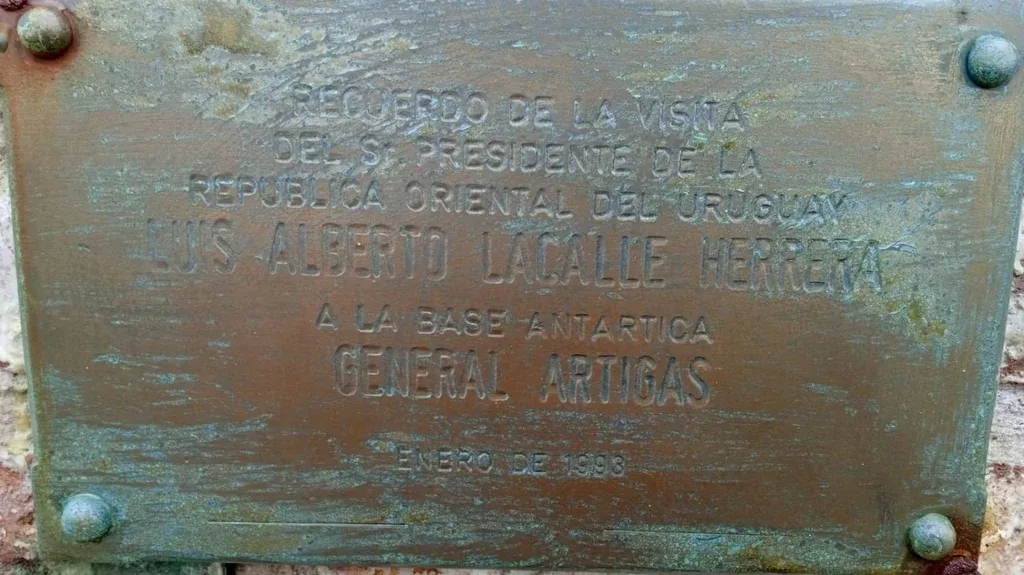 RECUERDO DE LA VISITA
DEL Sr PRESIDENTE DE LA
REPUBLICA ORIENTAL DEL URUGUAY
LUIS ALBERTO LACALLE HERRERA
A LA BASE ANTARTICA
GENERAL ARTIGAS
ENERO DE 1993